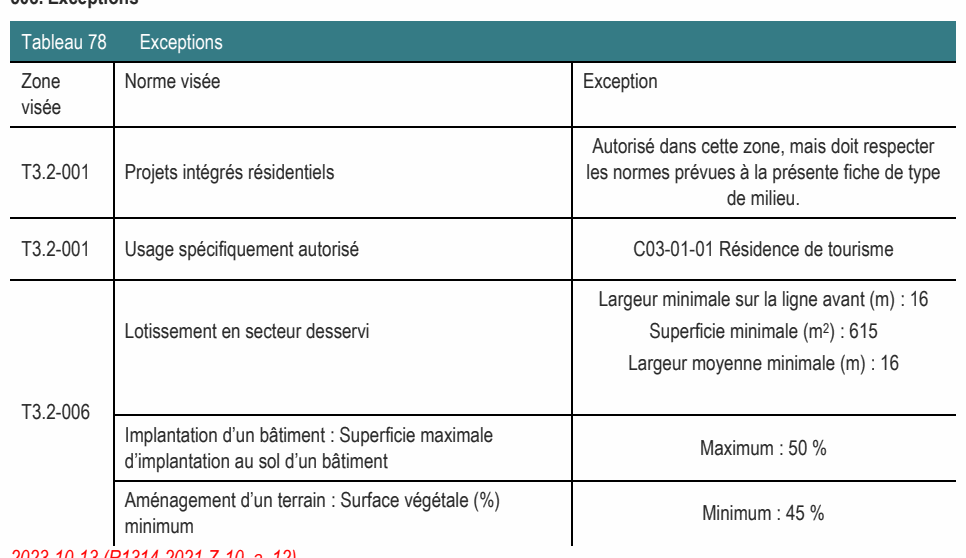 Exceptions
Tableau 78 Exceptions
Zone visée
Norme visée
Exception
T3.2-001
Projets intégrés résidentiels
Autorisé dans cette zone, mais doit respecter
les normes prévues à la présente fiche de type
de milieu.
T3.2-001
Usage spécifiquement autorisé
C03-01-01 Résidence de tourisme
T3.2-006
Lotissement en secteur desservi
Largeur minimale sur la ligne avant (m) : 16
Superficie minimale (m²) : 615
Largeur moyenne minimale (m) : 16
Implantation d'un bâtiment : Superficie maximale
d'implantation au sol d'un bâtiment
Maximum : 50 %
Aménagement d'un terrain : Surface végétale (%)
minimum
Minimum : 45 %
2023-10-13 (R1314-2021-Z-10, a. 12)